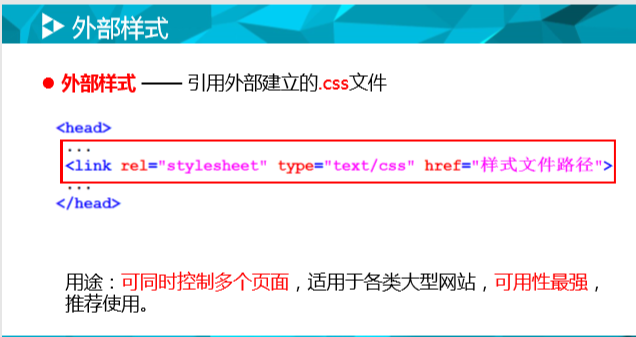 外部样式
外部样式 —— 引用外部建立的.css文件
<head>
...
<link rel="stylesheet" type="text/css" href="样式文件路径">
...
</head>
用途：可同时控制多个页面，适用于各类大型网站，可用性最强，
推荐使用。